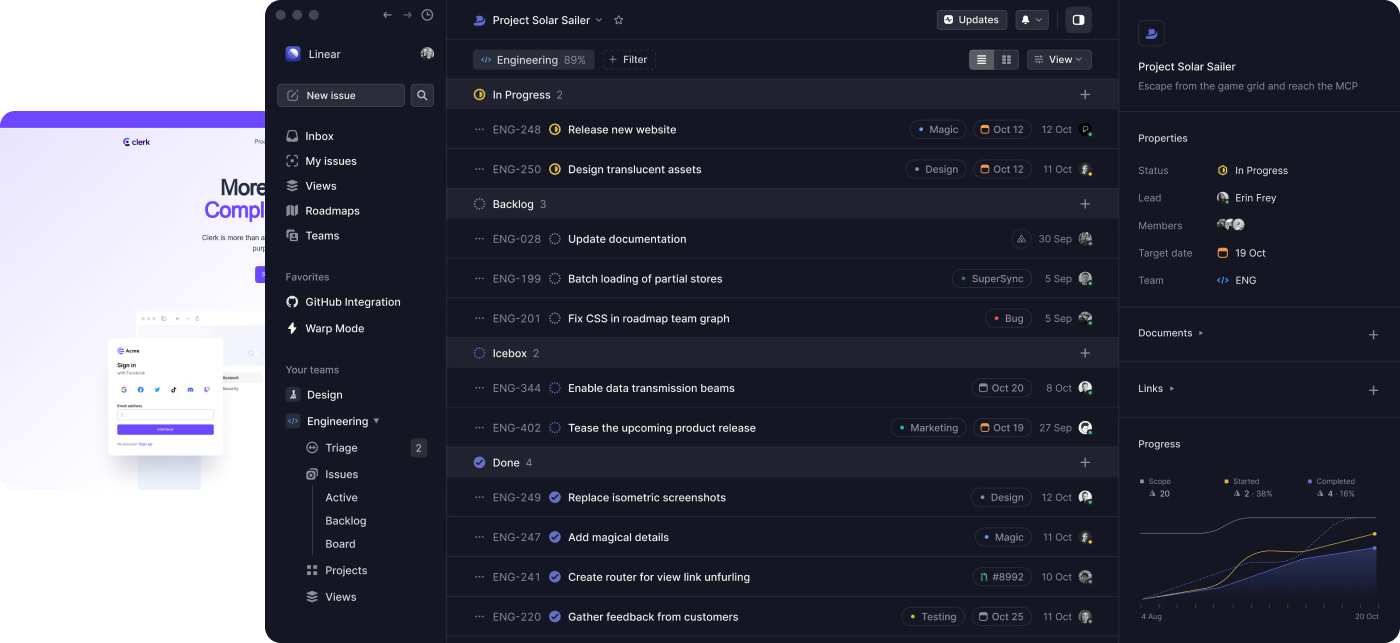 clerk
Proc
More
Compl
Clerk is more than a
purp
Acme
Sign in
with Facebook
Email address
CONTINUE
No account? Sign up
Account
Security
Linear
New issue
Inbox
My issues
Views
Roadmaps
Teams
Favorites
GitHub Integration
Warp Mode
Your teams
Design
Engineering
Triage 2
Issues
Active
Backlog
Board
Projects
Views
Project Solar Sailer
Updates
Engineering 89%
Filter
View
In Progress 2
ENG-248 Release new website Magic Oct 12 12 Oct
ENG-250 Design translucent assets Design Oct 12 11 Oct
Backlog 3
ENG-028 Update documentation 30 Sep
ENG-199 Batch loading of partial stores SuperSync 5 Sep
ENG-201 Fix CSS in roadmap team graph Bug 5 Sep
Icebox 2
ENG-344 Enable data transmission beams Oct 20 8 Oct
ENG-402 Tease the upcoming product release Marketing Oct 19 27 Sep
Done 4
ENG-249 Replace isometric screenshots Design 12 Oct
ENG-247 Add magical details Magic 11 Oct
ENG-241 Create router for view link unfurling #8992 10 Oct
ENG-220 Gather feedback from customers Testing Oct 25 11 Oct
Project Solar Sailer
Escape from the game grid and reach the MCP
Properties
Status In Progress
Lead Erin Frey
Members
Target date 19 Oct
Team ENG
Documents
Links
Progress
Scope Started Completed
20 2 · 38% 4 · 16%
4 Aug 20 Oct